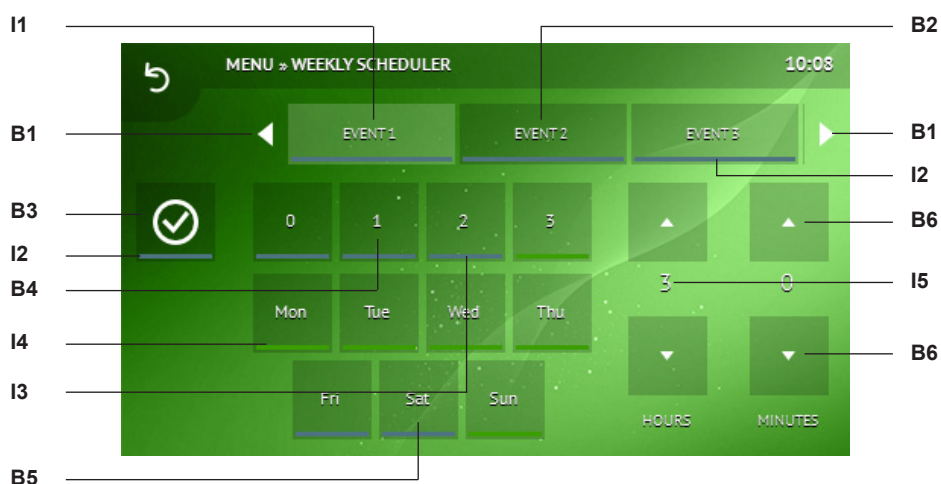 I1
B2
MENU » WEEKLY SCHEDULER 10:08
B1 EVENT 1 EVENT 2 EVENT 3 B1
I2
B3 0 1 2 3 B6
I2
B4 3 0 I5
Mon Tue Wed Thu
I4 B6
I3 Fri Sat Sun
HOURS MINUTES
B5